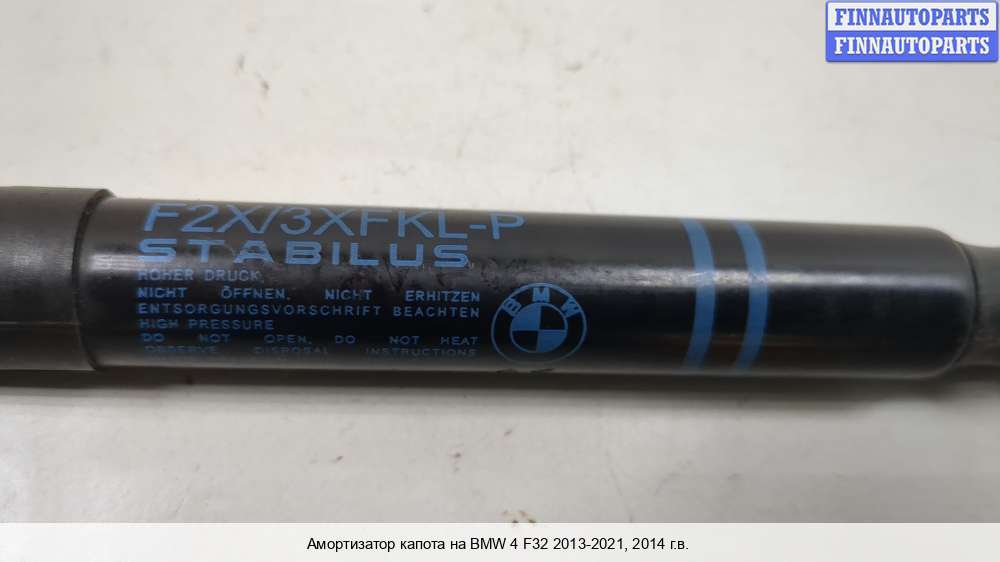 FINNAUTOPARTS
FINNAUTOPARTS
F2X/3XFKL-P
STABILUS
HOHER DRUCK
NICHT ÖFFNEN, NICHT ERHITZEN
ENTSORGUNGSVORSCHRIFT BEACHTEN
HIGH PRESSURE
DO NOT OPEN, DO NOT HEAT
OBSERVE DISPOSAL INSTRUCTIONS
BMW
Амортизатор капота на BMW 4 F32 2013-2021, 2014 г.в.